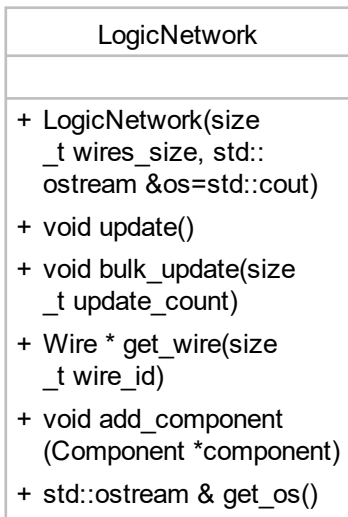 LogicNetwork
+ LogicNetwork(size
_t wires_size, std::
ostream &os=std::cout)
+ void update()
+ void bulk_update(size
_t update_count)
+ Wire * get_wire(size
_t wire_id)
+ void add_component
(Component *component)
+ std::ostream & get_os()